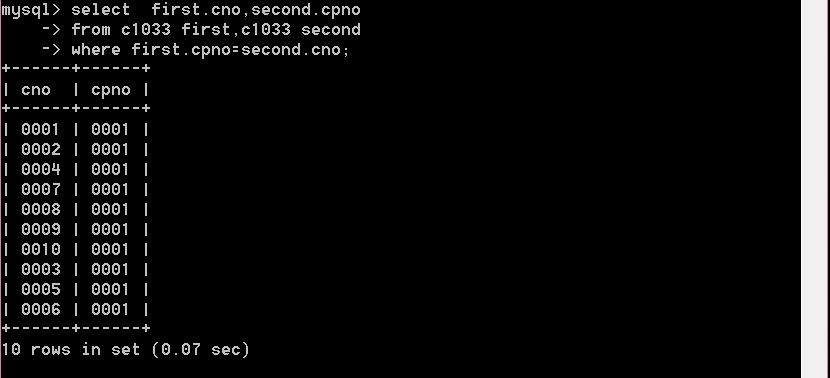 mysql> select  first.cno,second.cpno
    -> from c1033 first,c1033 second
    -> where first.cpno=second.cno;
+------+------+
| cno  | cpno |
+------+------+
| 0001 | 0001 |
| 0002 | 0001 |
| 0004 | 0001 |
| 0007 | 0001 |
| 0008 | 0001 |
| 0009 | 0001 |
| 0010 | 0001 |
| 0003 | 0001 |
| 0005 | 0001 |
| 0006 | 0001 |
+------+------+
10 rows in set (0.07 sec)